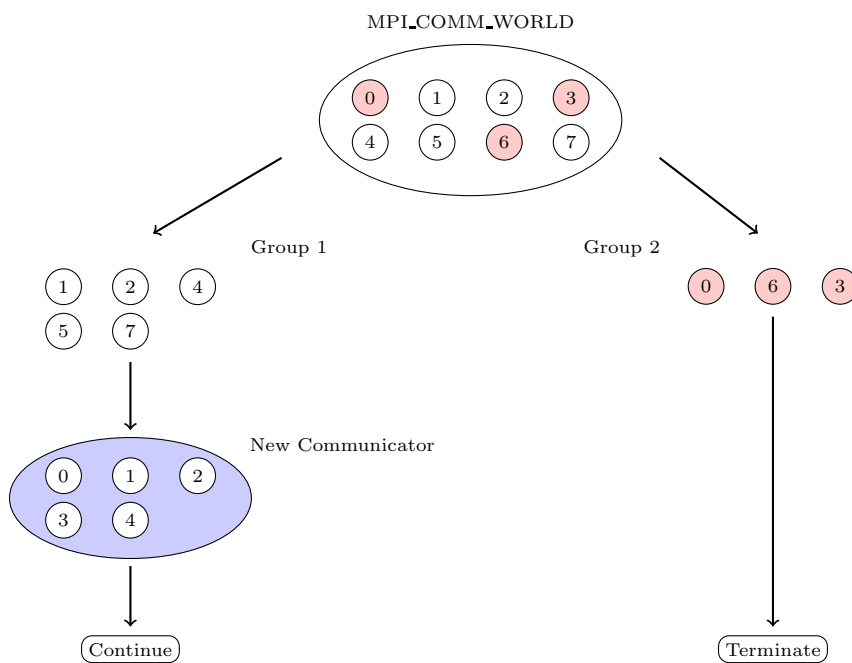 MPI_COMM_WORLD
0 1 2 3
4 5 6 7
Group 1
Group 2
1 2 4
0 6 3
5 7
New Communicator
0 1 2
3 4
Continue
Terminate